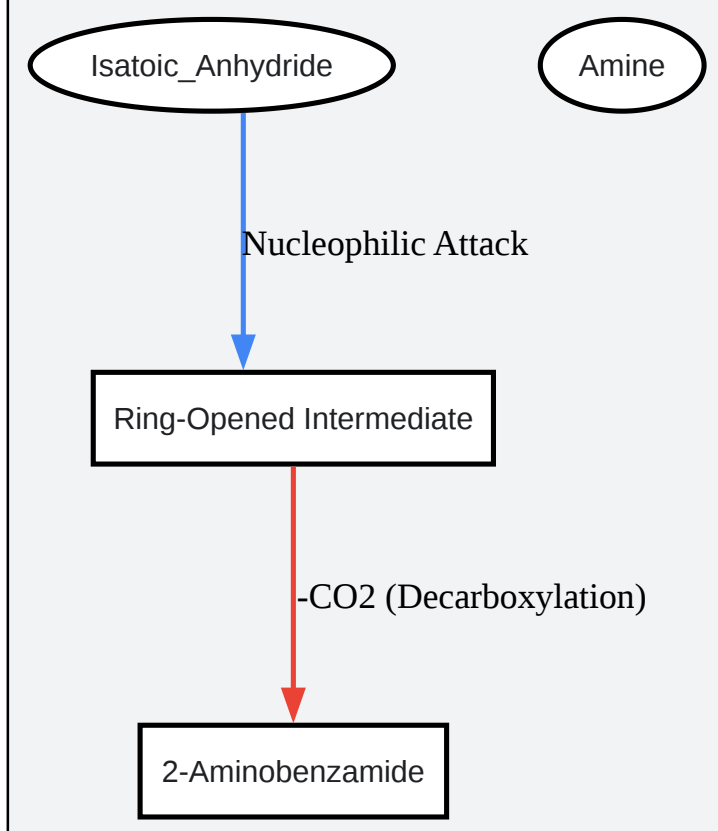 Isatoic_Anhydride
Amine
Nucleophilic Attack
Ring-Opened Intermediate
-CO2 (Decarboxylation)
2-Aminobenzamide